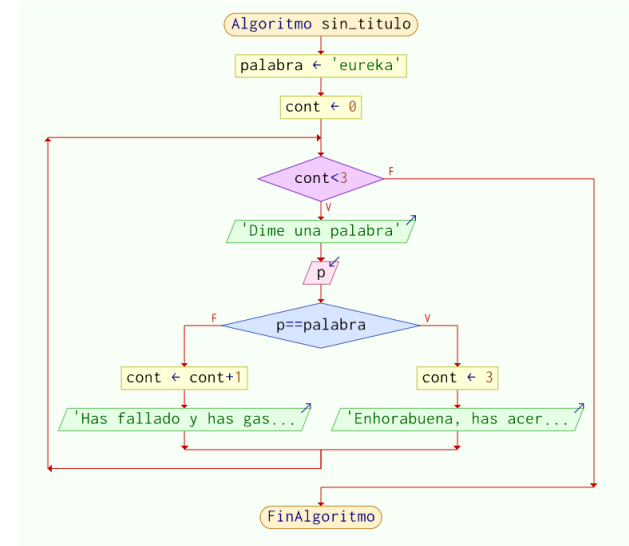 Algoritmo sin_titulo
palabra ← 'eureka'
cont ← 0
cont<3
F
V
'Dime una palabra'
p
p==palabra
F
V
cont ← cont+1
cont ← 3
'Has fallado y has gas...
'Enhorabuena, has acer...
FinAlgoritmo